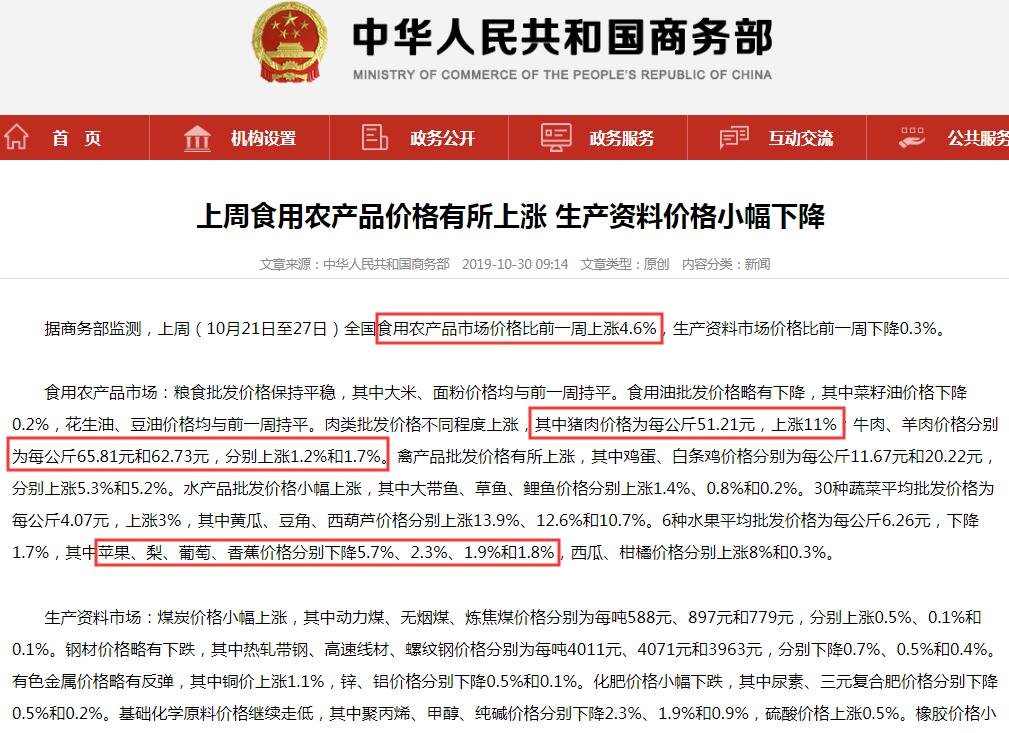 中华人民共和国商务部
MINISTRY OF COMMERCE OF THE PEOPLE'S REPUBLIC OF CHINA
首 页 机构设置 政务公开 政务服务 互动交流 公共服务
上周食用农产品价格有所上涨 生产资料价格小幅下降
文章来源：中华人民共和国商务部 2019-10-30 09:14 文章类型：原创 内容分类：新闻
据商务部监测，上周（10月21日至27日）全国食用农产品市场价格比前一周上涨4.6%，生产资料市场价格比前一周下降0.3%。
食用农产品市场：粮食批发价格保持平稳，其中大米、面粉价格均与前一周持平。食用油批发价格略有下降，其中菜籽油价格下降
0.2%，花生油、豆油价格均与前一周持平。肉类批发价格不同程度上涨，其中猪肉价格为每公斤51.21元，上涨11%；牛肉、羊肉价格分别
为每公斤65.81元和62.73元，分别上涨1.2%和1.7%。禽产品批发价格有所上涨，其中鸡蛋、白条鸡价格分别为每公斤11.67元和20.22元，
分别上涨5.3%和5.2%。水产品批发价格小幅上涨，其中大带鱼、草鱼、鲤鱼价格分别上涨1.4%、0.8%和0.2%。30种蔬菜平均批发价格为
每公斤4.07元，上涨3%，其中黄瓜、豆角、西葫芦价格分别上涨13.9%、12.6%和10.7%。6种水果平均批发价格为每公斤6.26元，下降
1.7%，其中苹果、梨、葡萄、香蕉价格分别下降5.7%、2.3%、1.9%和1.8%，西瓜、柑橘价格分别上涨8%和0.3%。
生产资料市场：煤炭价格小幅上涨，其中动力煤、无烟煤、炼焦煤价格分别为每吨588元、897元和779元，分别上涨0.5%、0.1%和
0.1%。钢材价格略有下跌，其中热轧带钢、高速线材、螺纹钢价格分别为每吨4011元、4071元和3963元，分别下降0.7%、0.5%和0.4%。
有色金属价格略有反弹，其中铜价上涨1.1%，锌、铝价格分别下降0.5%和0.1%。化肥价格小幅下跌，其中尿素、三元复合肥价格分别下降
0.5%和0.2%。基础化学原料价格继续走低，其中聚丙烯、甲醇、纯碱价格分别下降2.3%、1.9%和0.9%，硫酸价格上涨0.5%。橡胶价格小